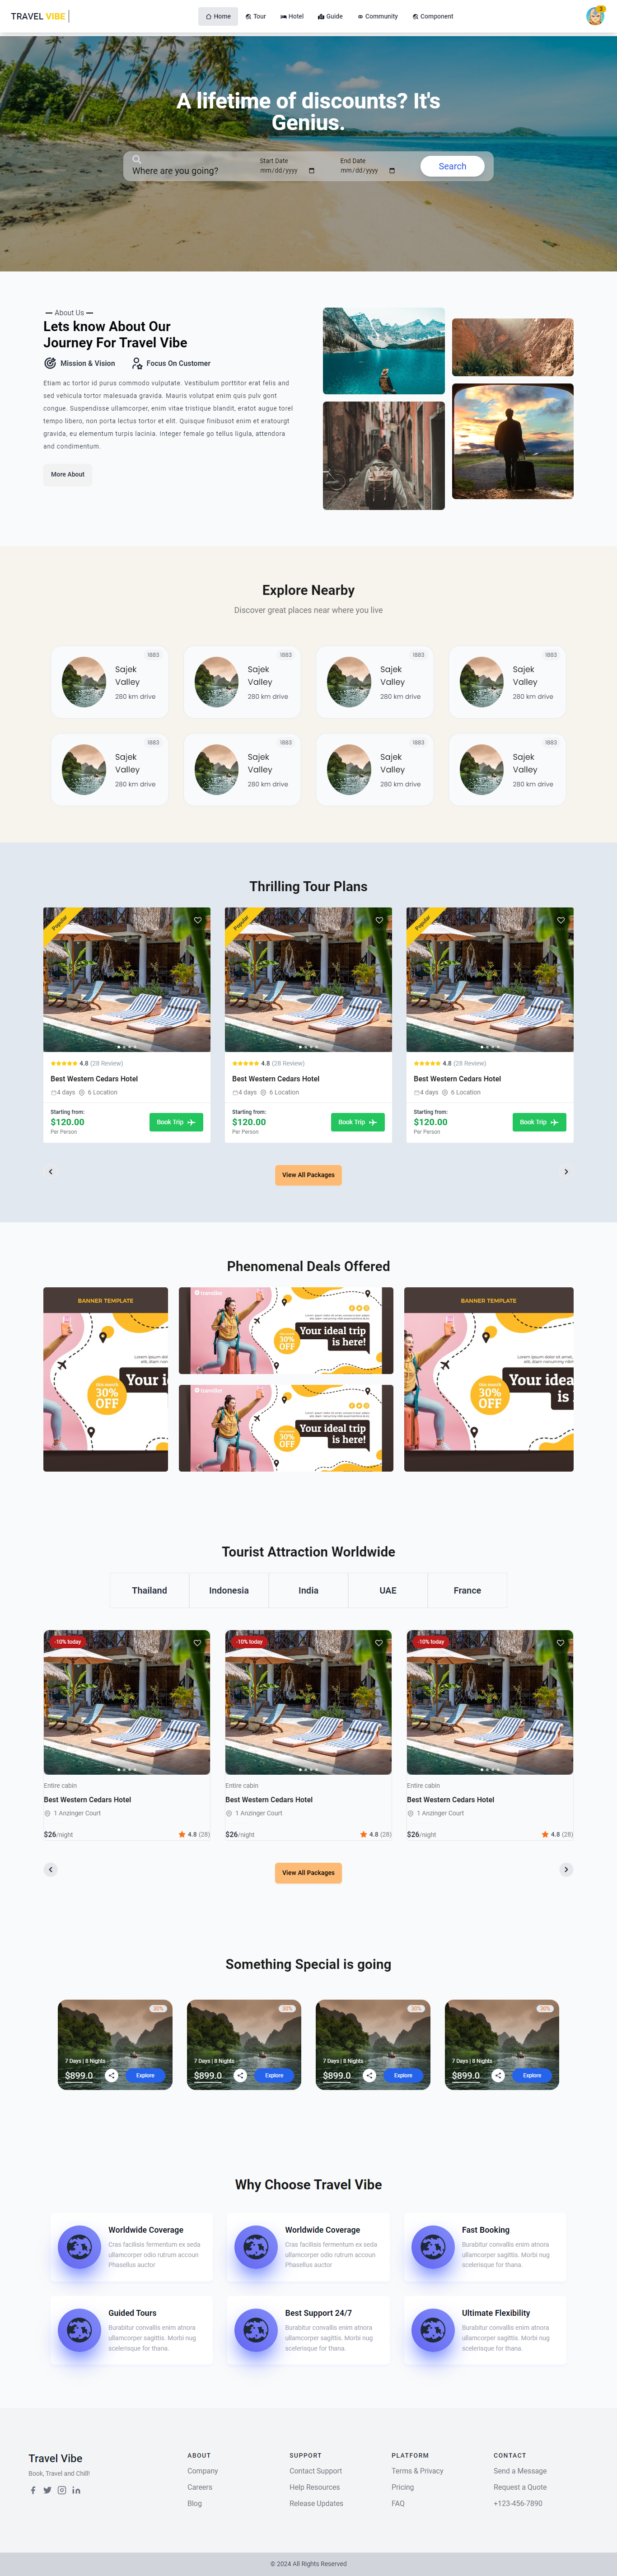 TRAVEL VIBE
Home Tour Hotel Guide Community Component
A lifetime of discounts? It's
Genius.
Where are you going?
Start Date
mm/dd/yyyy
End Date
mm/dd/yyyy
Search
About Us
Lets know About Our
Journey For Travel Vibe
Mission & Vision Focus On Customer
Etiam ac tortor id purus commodo vulputate. Vestibulum porttitor erat felis and
sed vehicula tortor malesuada gravida. Mauris volutpat enim quis pulv gont
congue. Suspendisse ullamcorper, enim vitae tristique blandit, eratot augue torel
tempo libero, non porta lectus tortor et elit. Quisque finibusot enim et eratourgt
gravida, eu elementum turpis lacinia. Integer female go tellus ligula, attendora
and condimentum.
More About
Explore Nearby
Discover great places near where you live
1883 1883 1883 1883
Sajek Sajek Sajek Sajek
Valley Valley Valley Valley
280 km drive 280 km drive 280 km drive 280 km drive
1883 1883 1883 1883
Sajek Sajek Sajek Sajek
Valley Valley Valley Valley
280 km drive 280 km drive 280 km drive 280 km drive
Thrilling Tour Plans
Popular Popular Popular
4.8 (28 Review) 4.8 (28 Review) 4.8 (28 Review)
Best Western Cedars Hotel Best Western Cedars Hotel Best Western Cedars Hotel
4 days 6 Location 4 days 6 Location 4 days 6 Location
Starting from: Starting from: Starting from:
$120.00 Book Trip $120.00 Book Trip $120.00 Book Trip
Per Person Per Person Per Person
View All Packages
Phenomenal Deals Offered
BANNER TEMPLATE
30%
OFF
Your id
traveller
30%
OFF
Your ideal trip
is here!
traveller
30%
OFF
Your ideal trip
is here!
BANNER TEMPLATE
30%
OFF
Your idea
is
Tourist Attraction Worldwide
Thailand Indonesia India UAE France
-10% today -10% today -10% today
Entire cabin Entire cabin Entire cabin
Best Western Cedars Hotel Best Western Cedars Hotel Best Western Cedars Hotel
1 Anzinger Court 1 Anzinger Court 1 Anzinger Court
$26/night 4.8 (28) $26/night 4.8 (28) $26/night 4.8 (28)
View All Packages
Something Special is going
30% 30% 30% 30%
7 Days | 8 Nights 7 Days | 8 Nights 7 Days | 8 Nights 7 Days | 8 Nights
$899.0 Explore $899.0 Explore $899.0 Explore $899.0 Explore
Why Choose Travel Vibe
Worldwide Coverage
Cras facilisis fermentum ex seda
ullamcorper odio rutrum accoun
Phasellus auctor
Worldwide Coverage
Cras facilisis fermentum ex seda
ullamcorper odio rutrum accoun
Phasellus auctor
Fast Booking
Burabitur convallis enim atnora
ullamcorper sagittis. Morbi nug
scelerisque for thana.
Guided Tours
Burabitur convallis enim atnora
ullamcorper sagittis. Morbi nug
scelerisque for thana.
Best Support 24/7
Burabitur convallis enim atnora
ullamcorper sagittis. Morbi nug
scelerisque for thana.
Ultimate Flexibility
Burabitur convallis enim atnora
ullamcorper sagittis. Morbi nug
scelerisque for thana.
Travel Vibe
Book, Travel and Chill!
ABOUT
Company
Careers
Blog
SUPPORT
Contact Support
Help Resources
Release Updates
PLATFORM
Terms & Privacy
Pricing
FAQ
CONTACT
Send a Message
Request a Quote
+123-456-7890
© 2024 All Rights Reserved